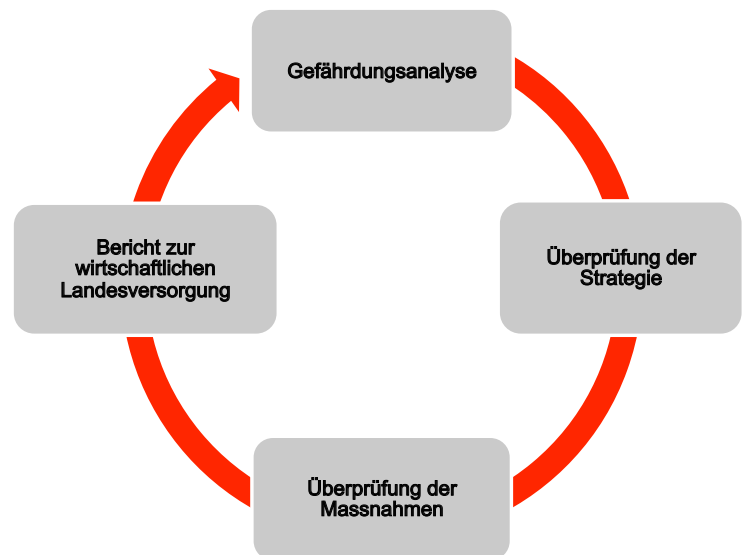 Gefährdungsanalyse
Überprüfung der
Strategie
Überprüfung der
Massnahmen
Bericht zur
wirtschaftlichen
Landesversorgung